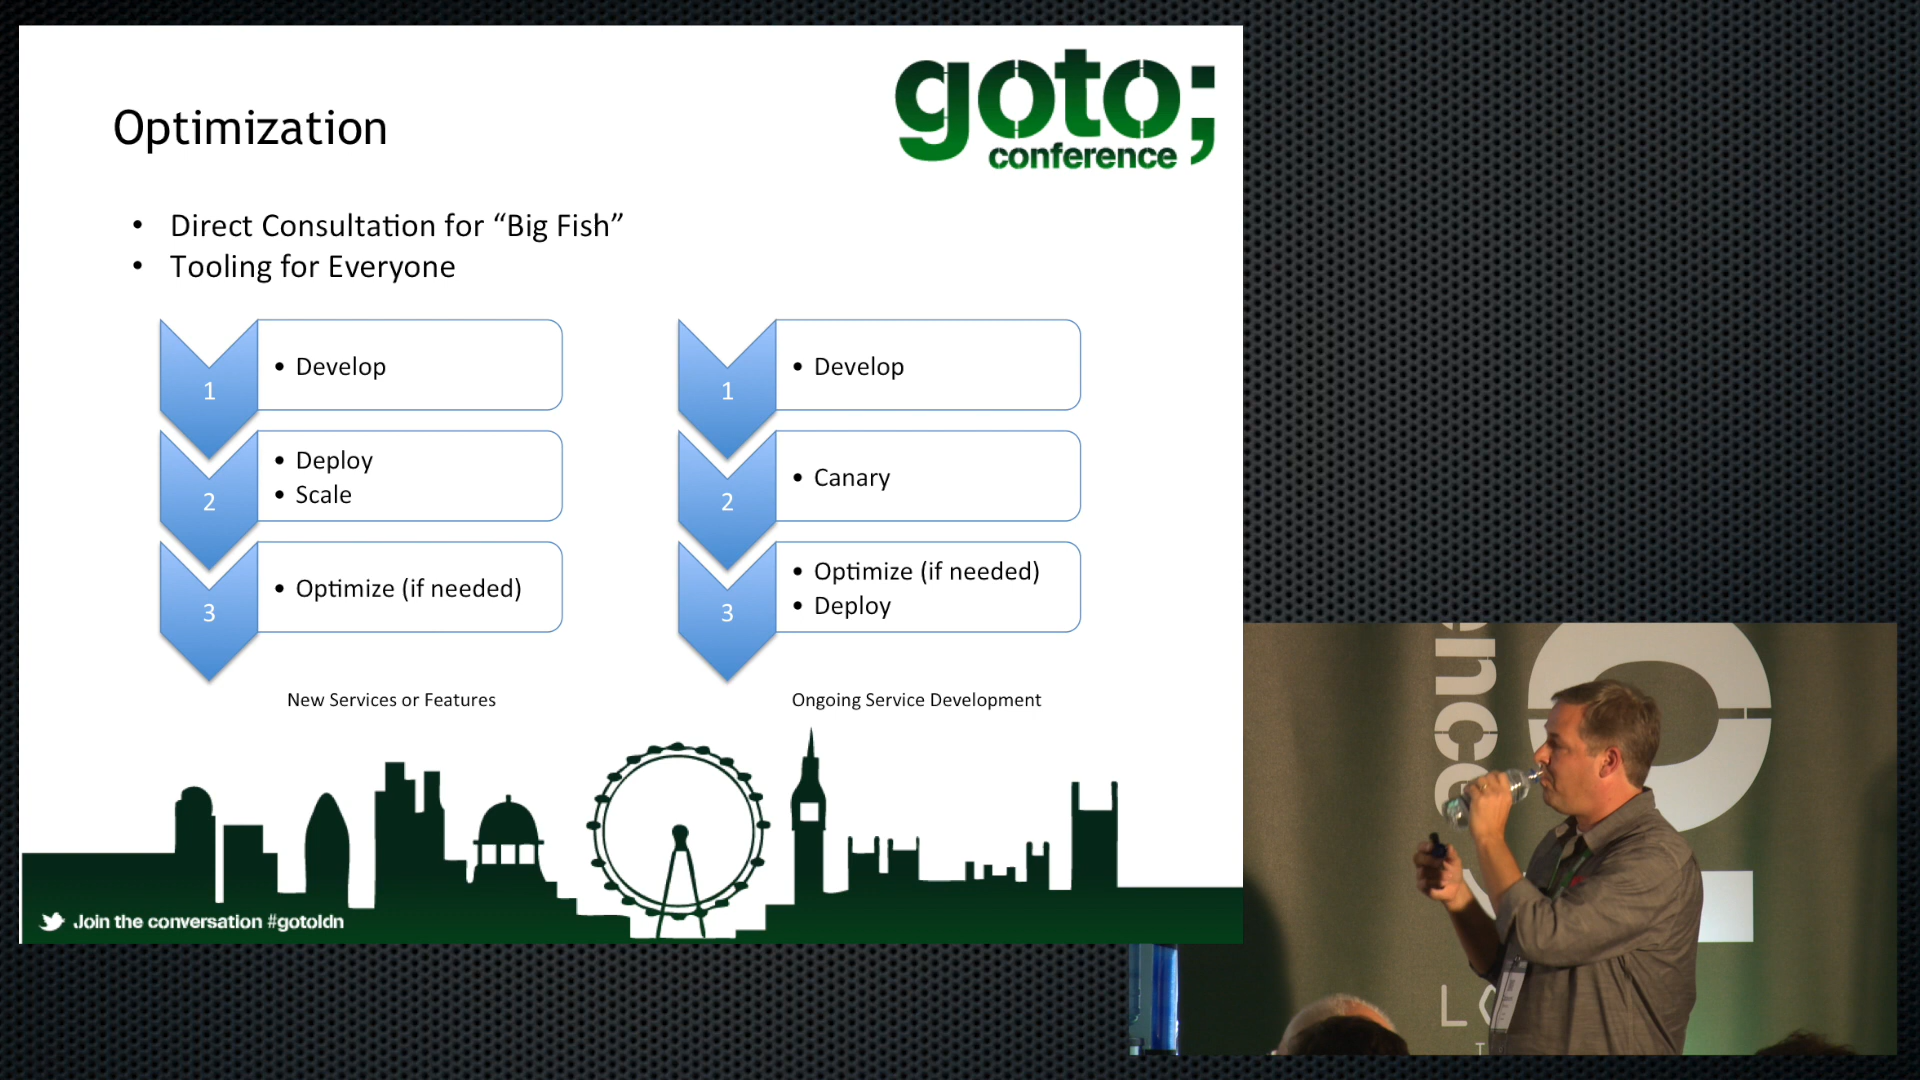 goto;
conference
Optimization
• Direct Consultation for “Big Fish”
• Tooling for Everyone
1
• Develop
2
• Deploy
• Scale
3
• Optimize (if needed)
New Services or Features
1
• Develop
2
• Canary
3
• Optimize (if needed)
• Deploy
Ongoing Service Development
Join the conversation #gotoldn